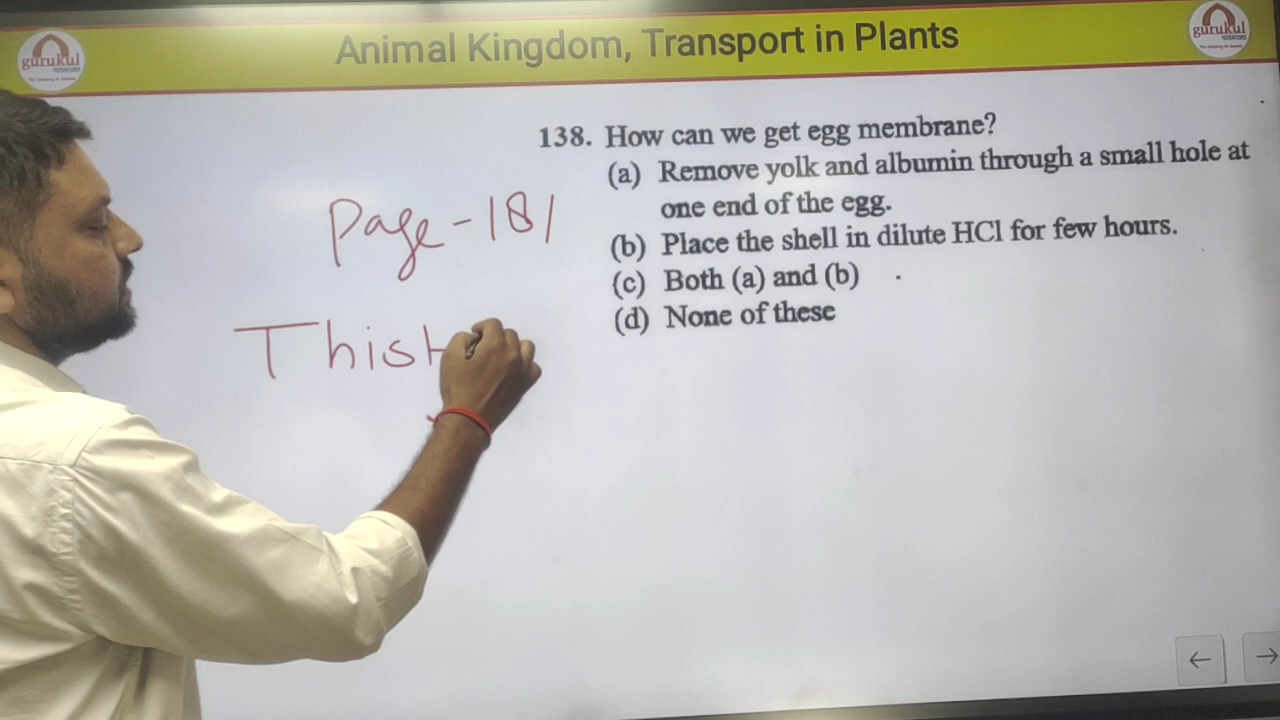 gurukul
Animal Kingdom, Transport in Plants
gurukul
138. How can we get egg membrane?
(a) Remove yolk and albumin through a small hole at
one end of the egg.
(b) Place the shell in dilute HCl for few hours.
(c) Both (a) and (b)
(d) None of these
Page-181
Thist